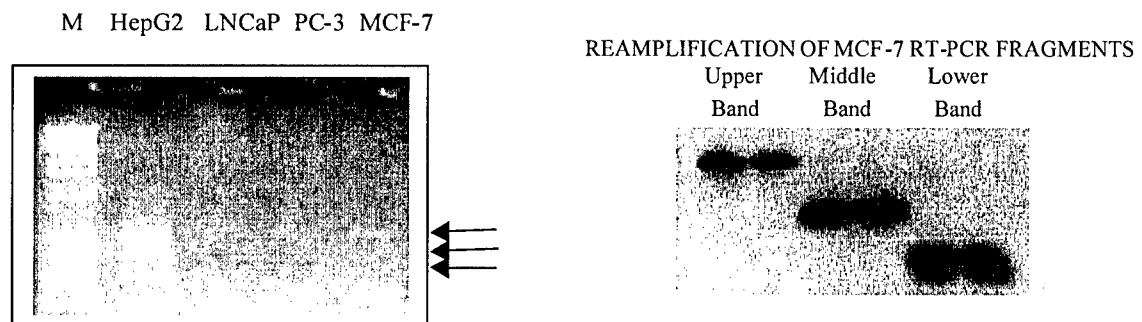 M HepG2 LNCaP PC-3 MCF-7
REAMPLIFICATION OF MCF-7 RT-PCR FRAGMENTS
Upper Middle Lower
Band Band Band